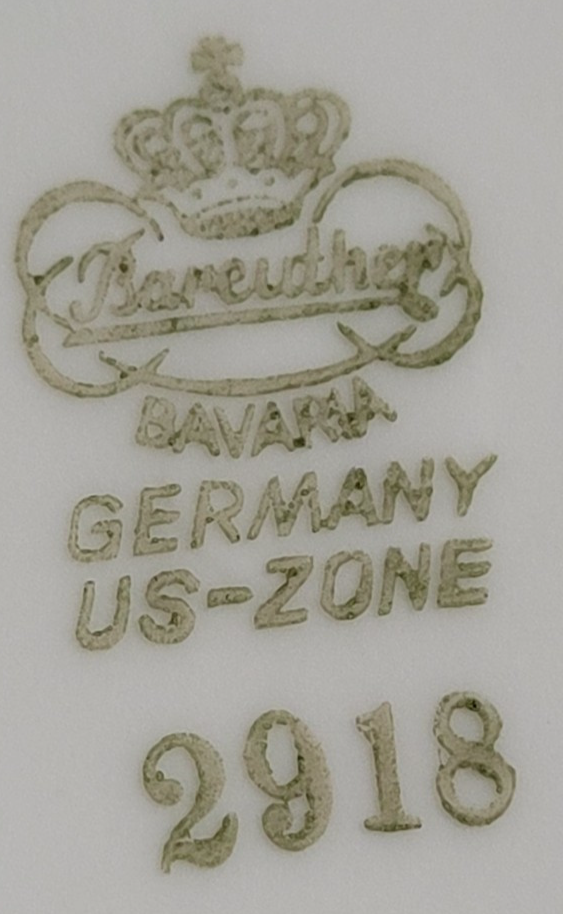 Bareuther
BAVARIA
GERMANY
US-ZONE
2918